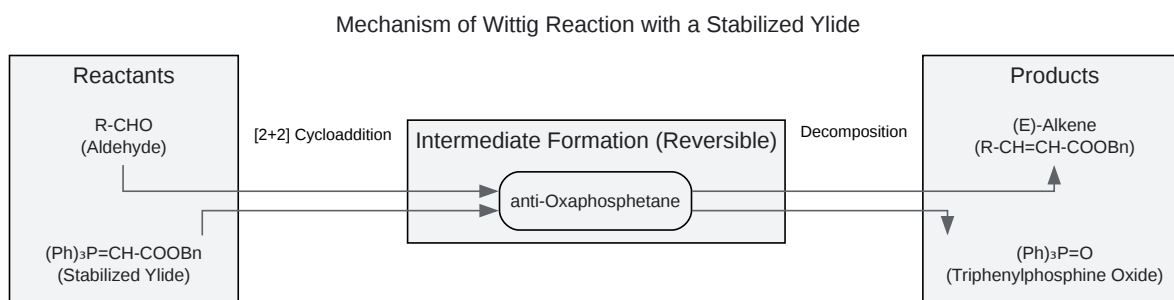 Mechanism of Wittig Reaction with a Stabilized Ylide
Reactants
R-CHO
(Aldehyde)
(Ph)₃P=CH-COOBn
(Stabilized Ylide)
[2+2] Cycloaddition
Intermediate Formation (Reversible)
anti-Oxaphosphetane
Decomposition
Products
(E)-Alkene
(R-CH=CH-COOBn)
(Ph)₃P=O
(Triphenylphosphine Oxide)